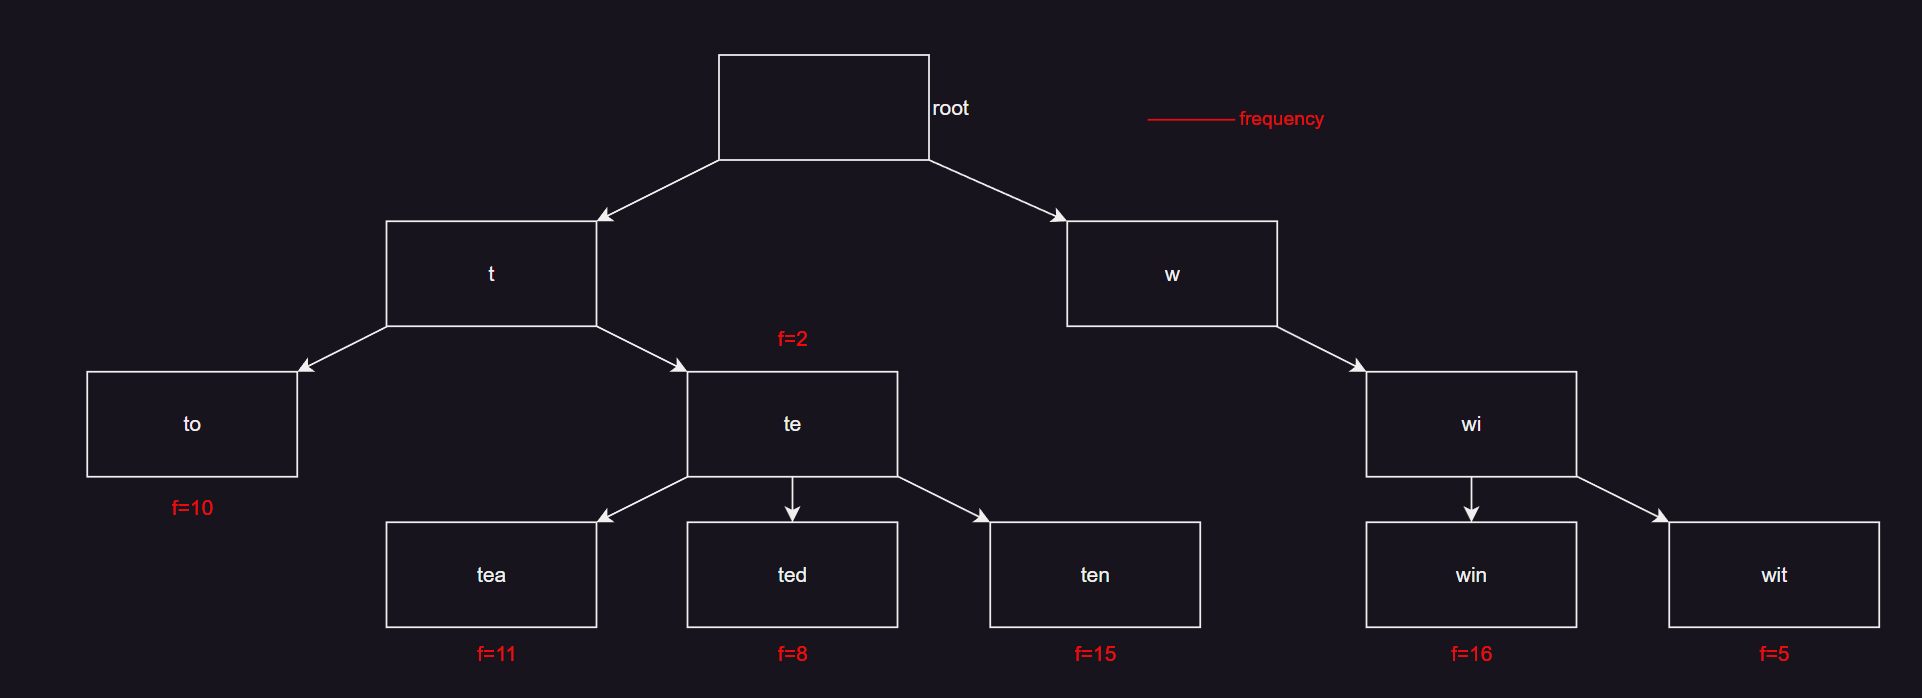 root
frequency
t
w
f=2
to
te
wi
f=10
tea
ted
ten
win
wit
f=11
f=8
f=15
f=16
f=5